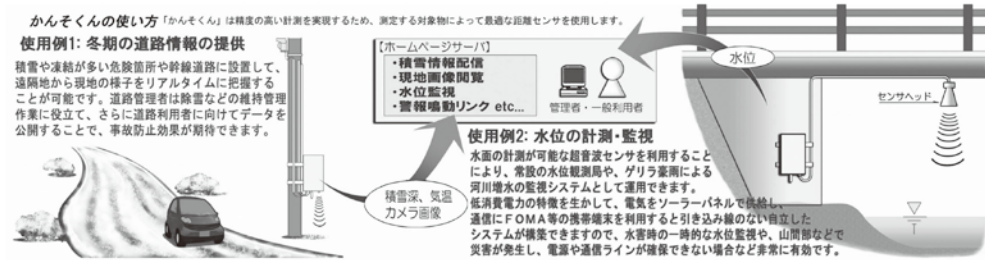 かんそくんの使い方「かんそくん」は精度の高い計測を実現するため、測定する対象物によって最適な距離センサを使用します。
使用例1: 冬期の道路情報の提供
積雪や凍結が多い危険箇所や幹線道路に設置して、
遠隔地から現地の様子をリアルタイムに把握する
ことが可能です。道路管理者は除雪などの維持管理
作業に役立て、さらに道路利用者に向けてデータを
公開することで、事故防止効果が期待できます。
【ホームページサーバ】
・積雪情報配信
・現地画像閲覧
・水位監視
・警報鳴動リンク etc...
管理者・一般利用者
積雪深、気温
カメラ画像
使用例2: 水位の計測・監視
水面の計測が可能な超音波センサを利用すること
により、常設の水位観測局や、ゲリラ豪雨による
河川増水の監視システムとして運用できます。
低消費電力の特徴を生かして、電気をソーラーパネルで供給し、
通信にFOMA等の携帯端末を利用すると引き込み線のない自立した
システムが構築できますので、水害時の一時的な水位監視や、山間部などで
災害が発生し、電源や通信ラインが確保できない場合など非常に有効です。
水位
センサヘッド